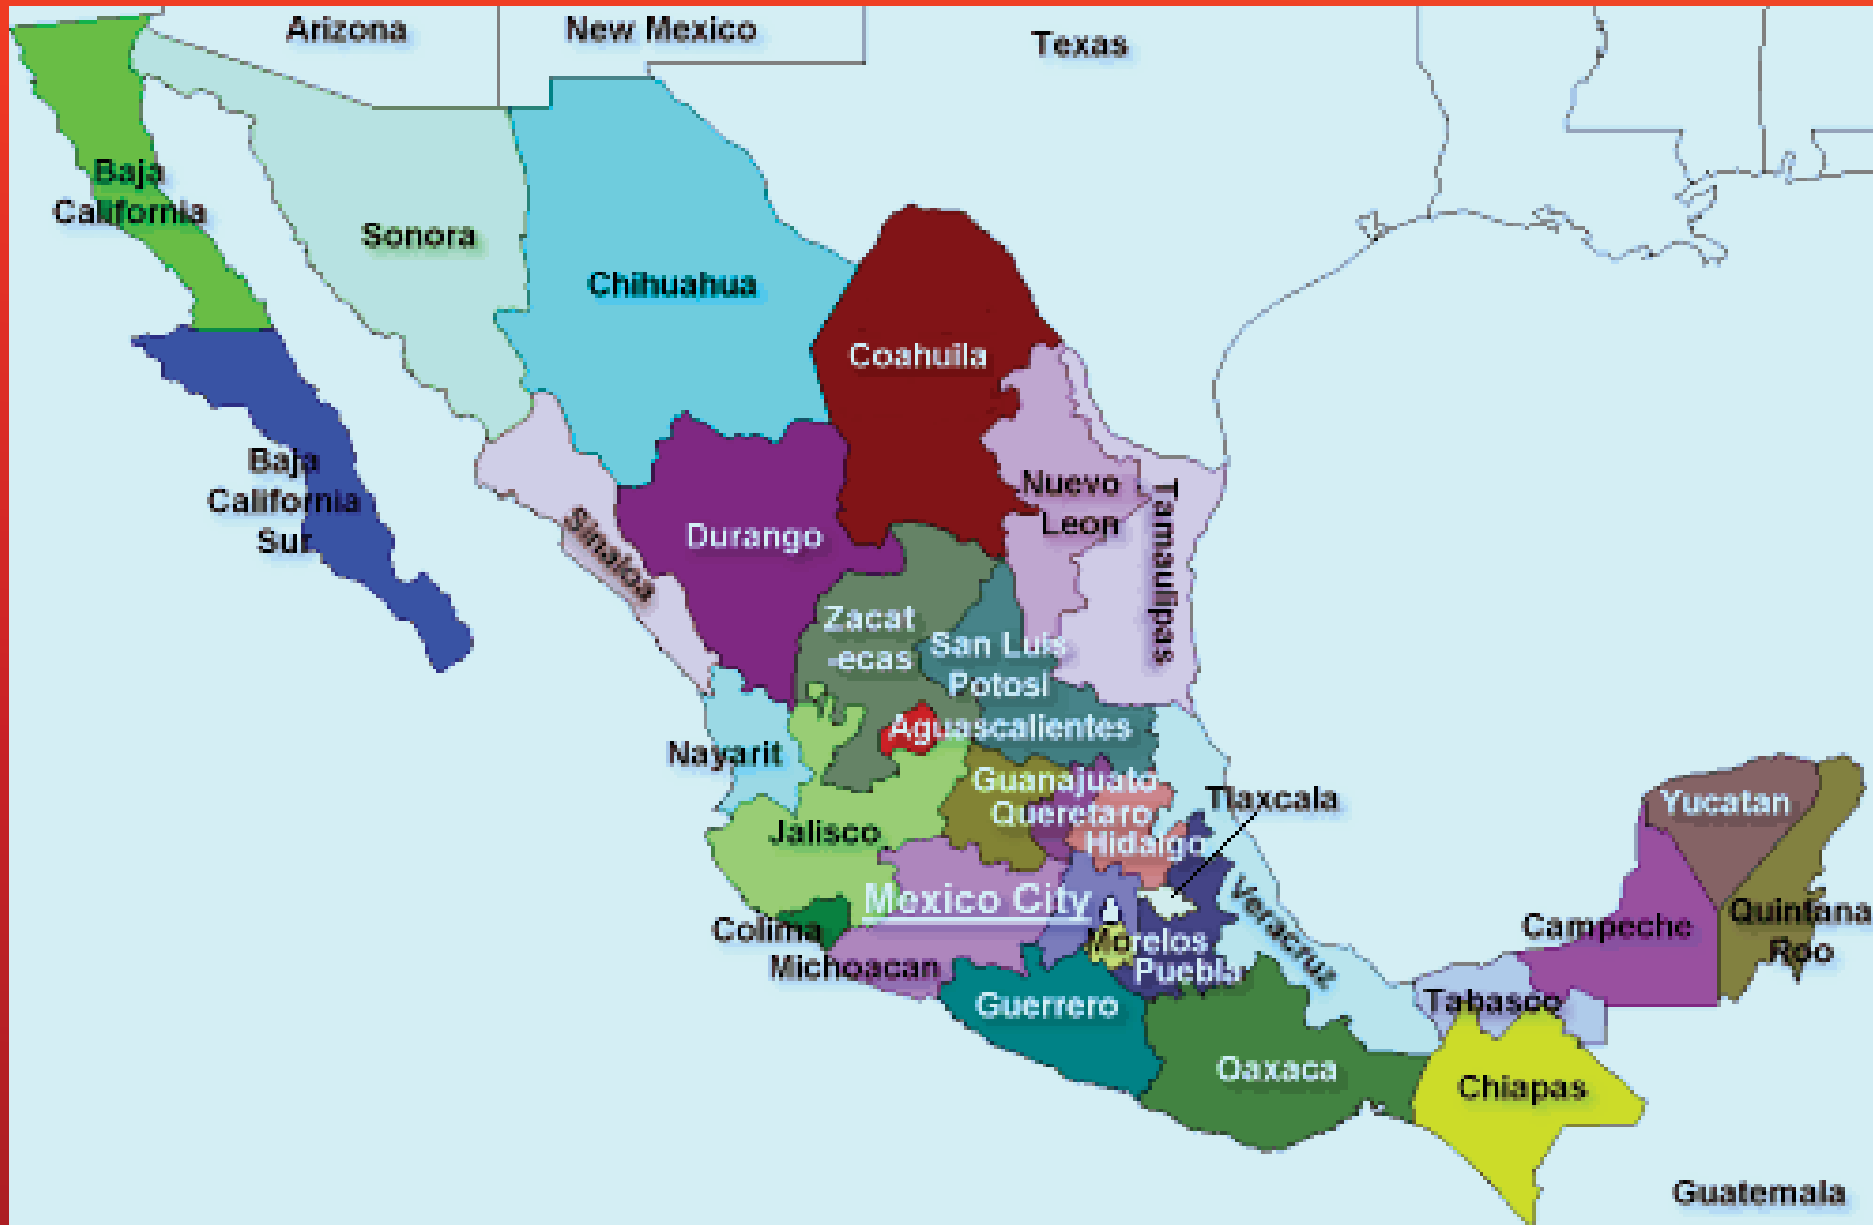 Arizona
New Mexico
Texas
Baja
California
Sonora
Chihuahua
Coahuila
Baja
California
Sur
Nuevo
Leon
Tamaulipas
Sinaloa
Durango
Zacat
-ecas
San Luis
Potosi
Aguascalientes
Nayarit
Guanajuato
Queretaro
Hidalgo
Tlaxcala
Yucatan
Jalisco
Mexico City
Veracruz
Colima
Morelos
Puebla
Michoacan
Campeche
Quintana
Roo
Guerrero
Tabasco
Oaxaca
Chiapas
Guatemala